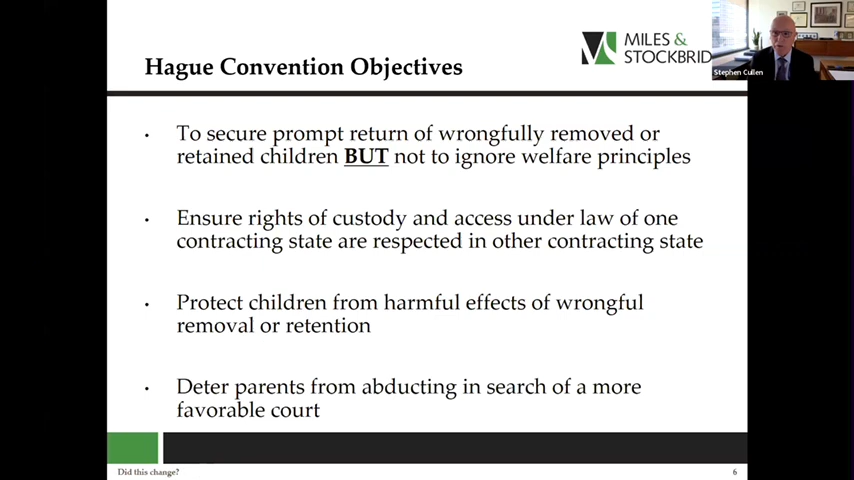 MILES &
STOCKBRID
Stephen Cullen
Hague Convention Objectives
• To secure prompt return of wrongfully removed or
retained children BUT not to ignore welfare principles
• Ensure rights of custody and access under law of one
contracting state are respected in other contracting state
• Protect children from harmful effects of wrongful
removal or retention
• Deter parents from abducting in search of a more
favorable court
Did this change?
6